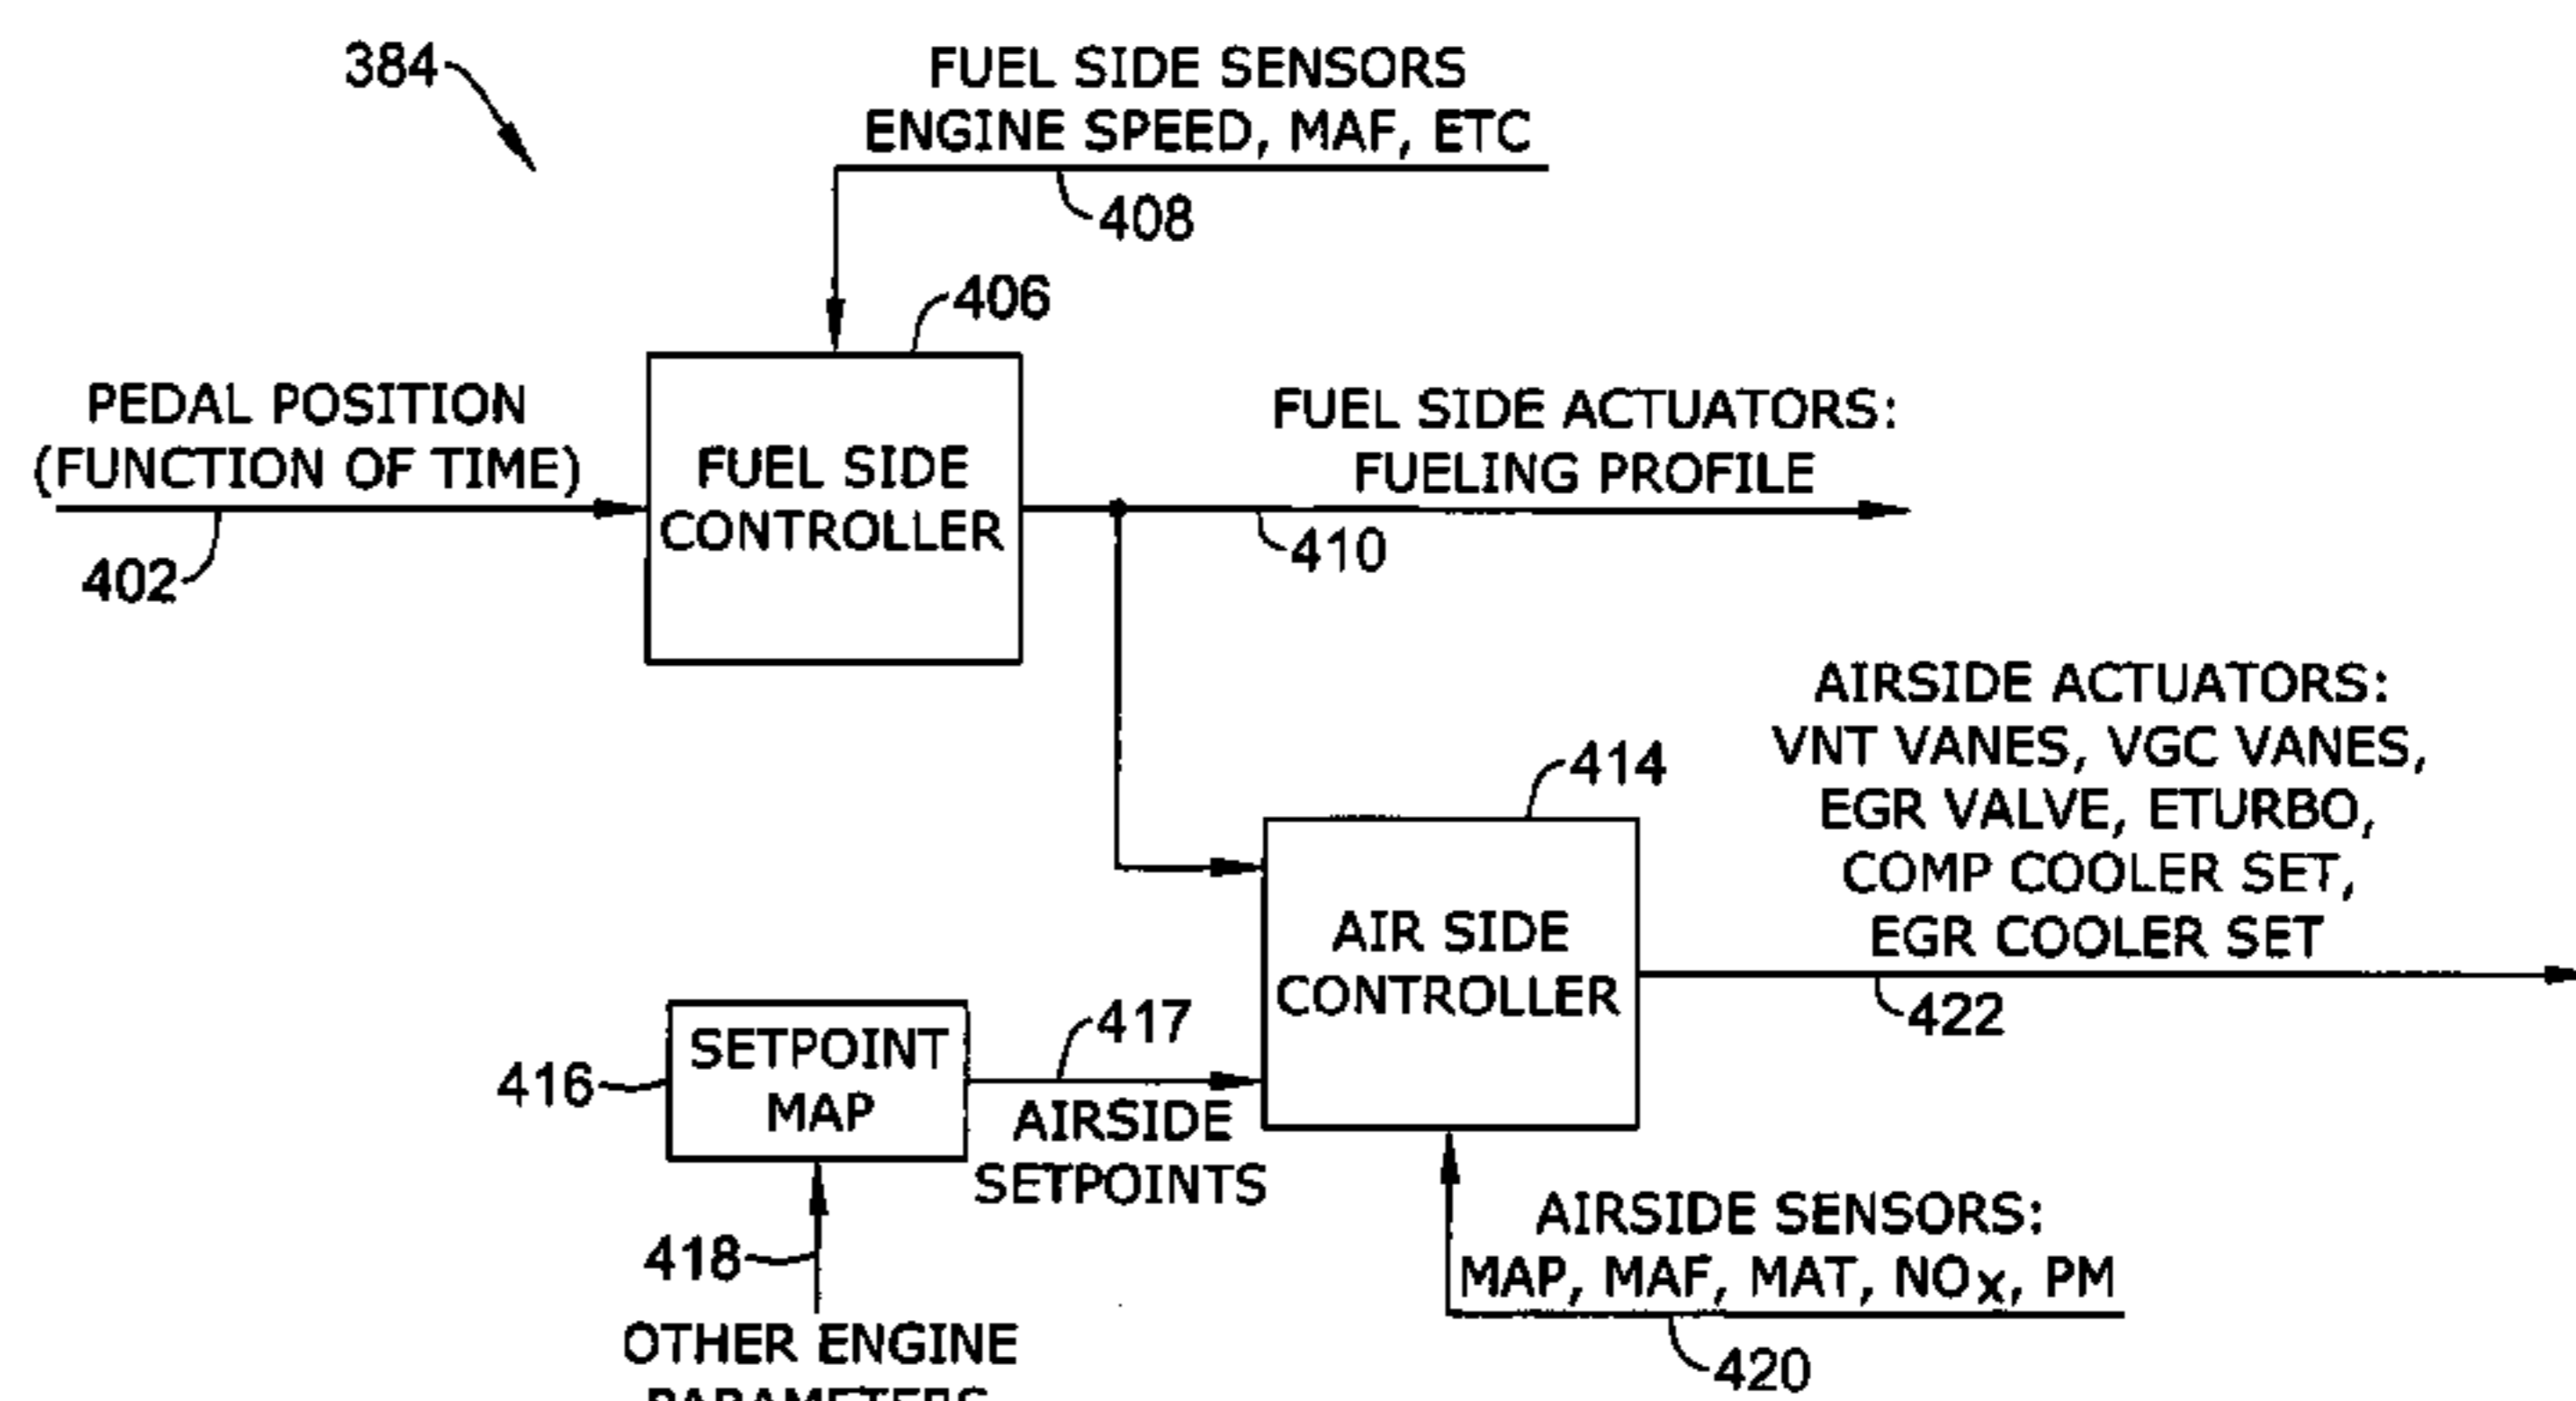 384
FUEL SIDE SENSORS
ENGINE SPEED, MAF, ETC
408
406
PEDAL POSITION
(FUNCTION OF TIME)
402
FUEL SIDE
CONTROLLER
FUEL SIDE ACTUATORS:
FUELING PROFILE
410
AIRSIDE ACTUATORS:
VNT VANES, VGC VANES,
EGR VALVE, ETURBO,
COMP COOLER SET,
EGR COOLER SET
422
414
AIR SIDE
CONTROLLER
416
SETPOINT
MAP
417
AIRSIDE
SETPOINTS
418
OTHER ENGINE
PARAMETERS
AIRSIDE SENSORS:
MAP, MAF, MAT, NOx, PM
420